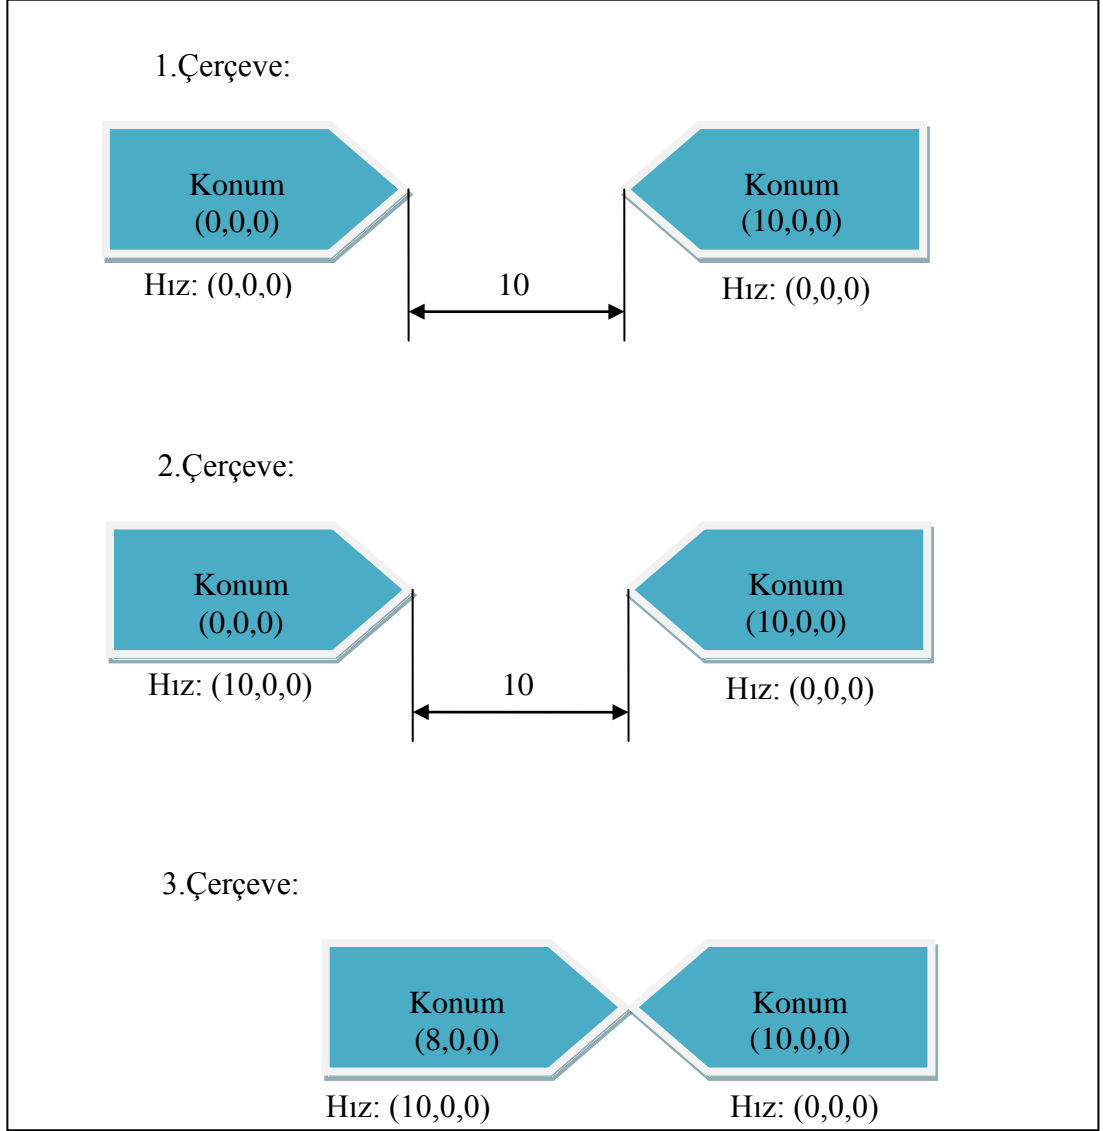 1.Çerçeve:
Konum
(0,0,0)
Konum
(10,0,0)
Hız: (0,0,0)
10
Hız: (0,0,0)
2.Çerçeve:
Konum
(0,0,0)
Konum
(10,0,0)
Hız: (10,0,0)
10
Hız: (0,0,0)
3.Çerçeve:
Konum
(8,0,0)
Konum
(10,0,0)
Hız: (10,0,0)
Hız: (0,0,0)